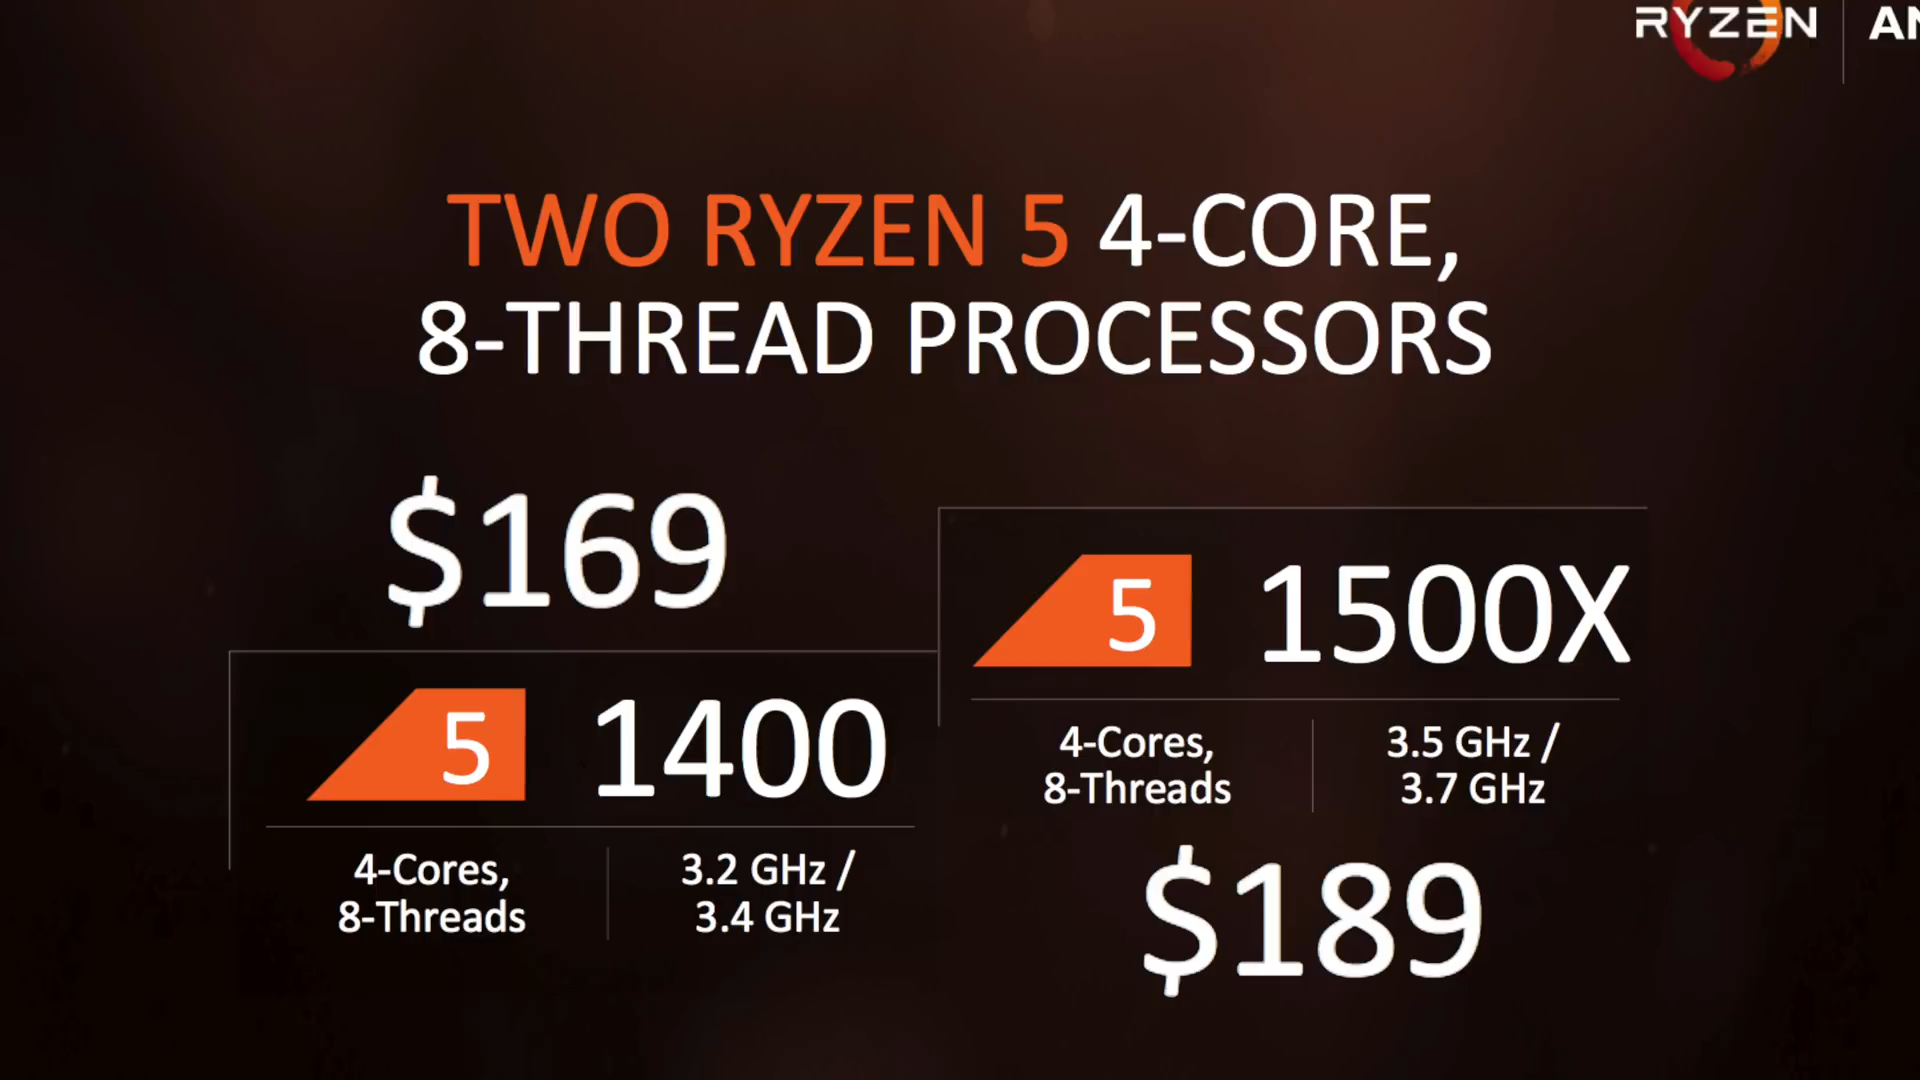 RYZEN
TWO RYZEN 5 4-CORE,
8-THREAD PROCESSORS
$169
5 1400
4-Cores,
8-Threads
3.2 GHz /
3.4 GHz
5 1500X
4-Cores,
8-Threads
3.5 GHz /
3.7 GHz
$189